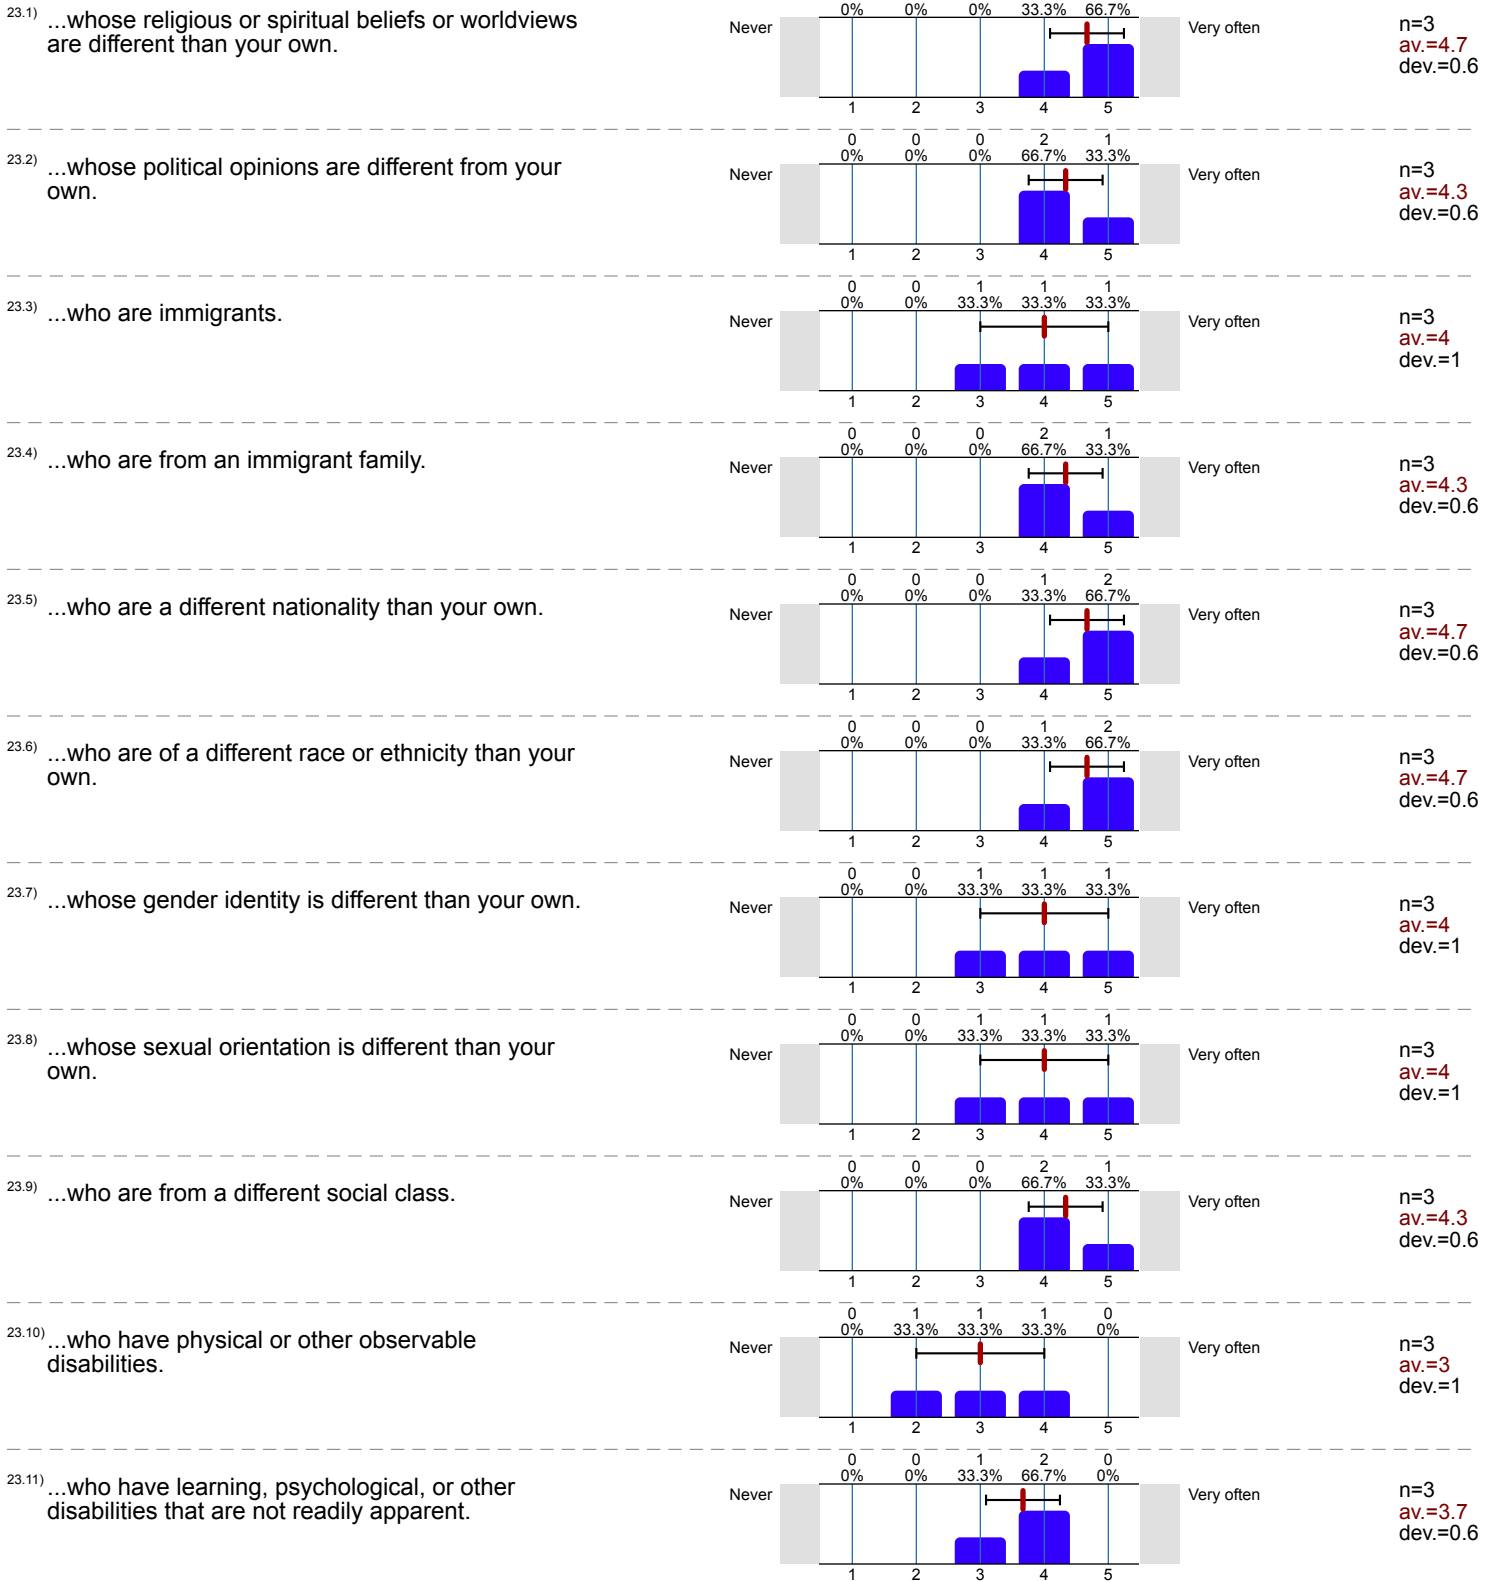 0% 0% 0% 33.3% 66.7%
23.1) ...whose religious or spiritual beliefs or worldviews
are different than your own.
Never Very often
n=3
av.=4.7
dev.=0.6
1 2 3 4 5
0 0 0 2 1
0% 0% 0% 66.7% 33.3%
23.2) ...whose political opinions are different from your
own.
Never Very often
n=3
av.=4.3
dev.=0.6
1 2 3 4 5
0 0 1 1 1
0% 0% 33.3% 33.3% 33.3%
23.3) ...who are immigrants.
Never Very often
n=3
av.=4
dev.=1
1 2 3 4 5
0 0 0 2 1
0% 0% 0% 66.7% 33.3%
23.4) ...who are from an immigrant family.
Never Very often
n=3
av.=4.3
dev.=0.6
1 2 3 4 5
0 0 0 1 2
0% 0% 0% 33.3% 66.7%
23.5) ...who are a different nationality than your own.
Never Very often
n=3
av.=4.7
dev.=0.6
1 2 3 4 5
0 0 0 1 2
0% 0% 0% 33.3% 66.7%
23.6) ...who are of a different race or ethnicity than your
own.
Never Very often
n=3
av.=4.7
dev.=0.6
1 2 3 4 5
0 0 1 1 1
0% 0% 33.3% 33.3% 33.3%
23.7) ...whose gender identity is different than your own.
Never Very often
n=3
av.=4
dev.=1
1 2 3 4 5
0 0 1 1 1
0% 0% 33.3% 33.3% 33.3%
23.8) ...whose sexual orientation is different than your
own.
Never Very often
n=3
av.=4
dev.=1
1 2 3 4 5
0 0 0 2 1
0% 0% 0% 66.7% 33.3%
23.9) ...who are from a different social class.
Never Very often
n=3
av.=4.3
dev.=0.6
1 2 3 4 5
0 1 1 1 0
0% 33.3% 33.3% 33.3% 0%
23.10) ...who have physical or other observable
disabilities.
Never Very often
n=3
av.=3
dev.=1
1 2 3 4 5
0 0 1 2 0
0% 0% 33.3% 66.7% 0%
23.11) ...who have learning, psychological, or other
disabilities that are not readily apparent.
Never Very often
n=3
av.=3.7
dev.=0.6
1 2 3 4 5